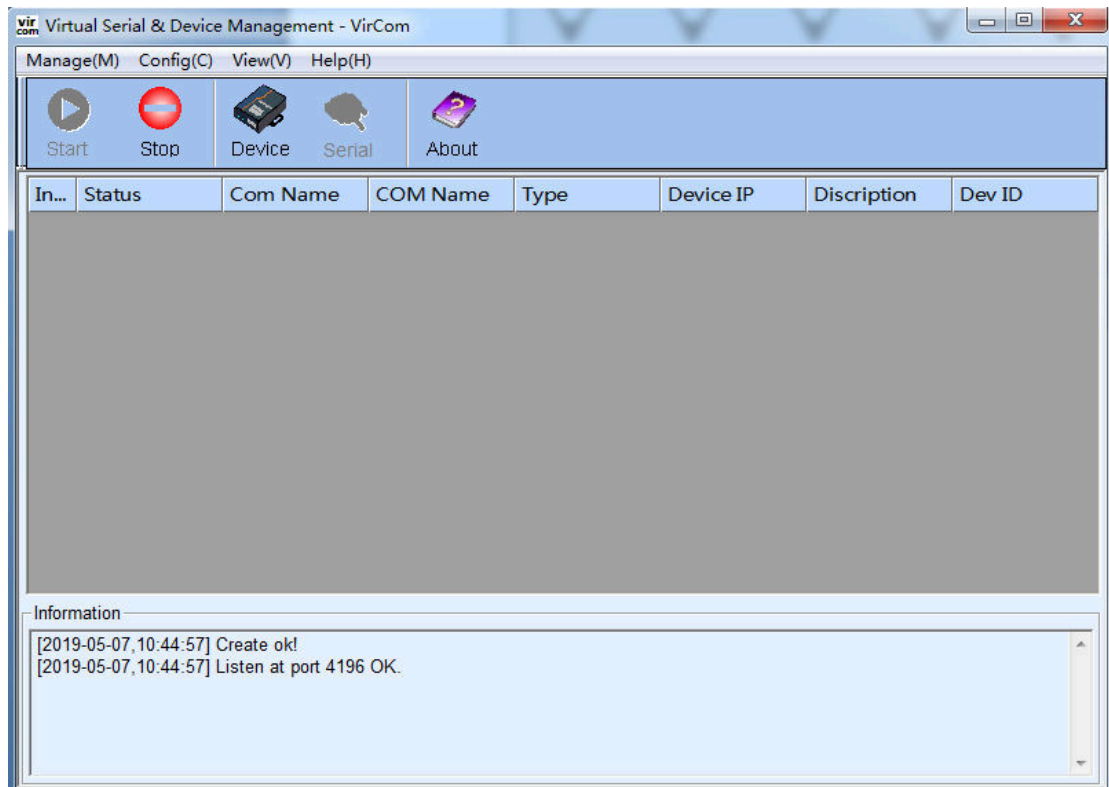 vir com Virtual Serial & Device Management - VirCom
Manage(M) Config(C) View(V) Help(H)
Start Stop Device Serial About
In... Status Com Name COM Name Type Device IP Discription Dev ID
Information
[2019-05-07,10:44:57] Create ok!
[2019-05-07,10:44:57] Listen at port 4196 OK.